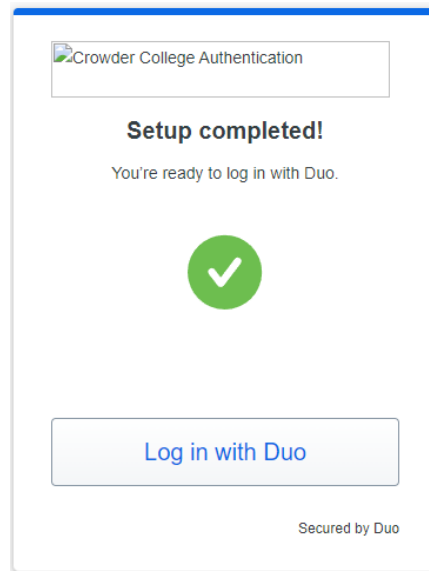 Crowder College Authentication
Setup completed!
You're ready to log in with Duo.
Log in with Duo
Secured by Duo